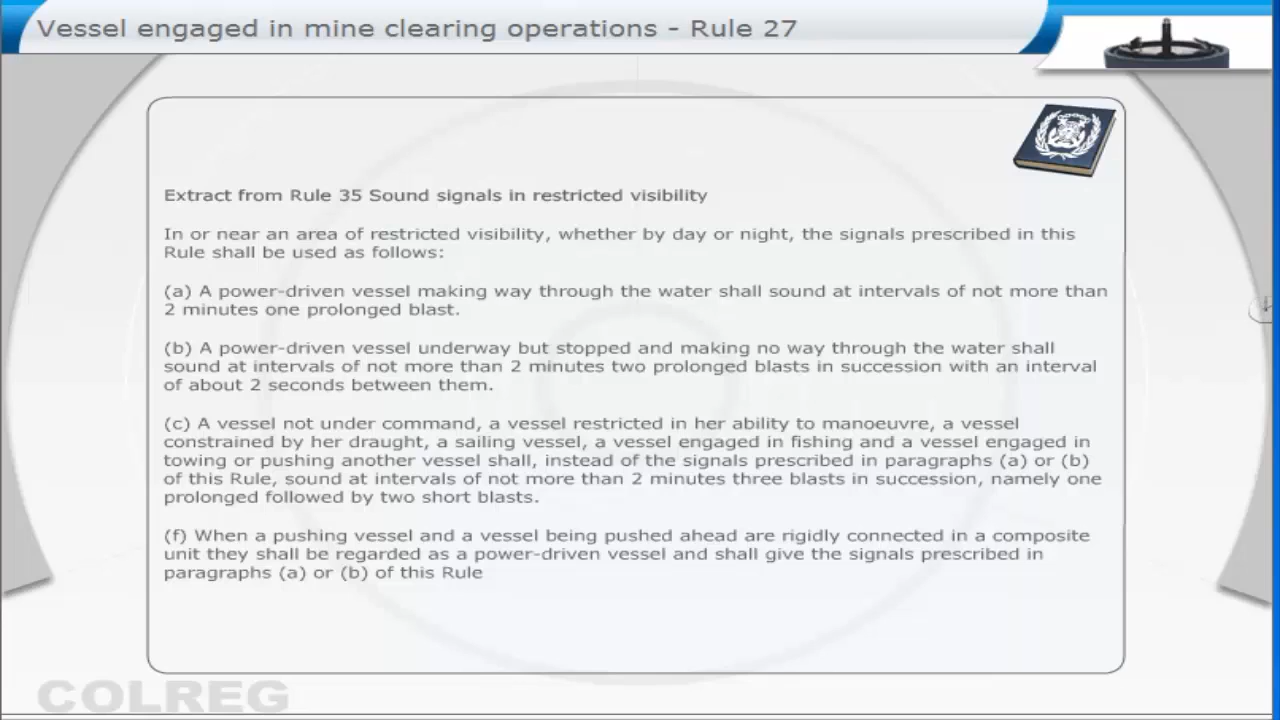 Vessel engaged in mine clearing operations - Rule 27
Extract from Rule 35 Sound signals in restricted visibility
In or near an area of restricted visibility, whether by day or night, the signals prescribed in this
Rule shall be used as follows:
(a) A power-driven vessel making way through the water shall sound at intervals of not more than
2 minutes one prolonged blast.
(b) A power-driven vessel underway but stopped and making no way through the water shall
sound at intervals of not more than 2 minutes two prolonged blasts in succession with an interval
of about 2 seconds between them.
(c) A vessel not under command, a vessel restricted in her ability to manoeuvre, a vessel
constrained by her draught, a sailing vessel, a vessel engaged in fishing and a vessel engaged in
towing or pushing another vessel shall, instead of the signals prescribed in paragraphs (a) or (b)
of this Rule, sound at intervals of not more than 2 minutes three blasts in succession, namely one
prolonged followed by two short blasts.
(f) When a pushing vessel and a vessel being pushed ahead are rigidly connected in a composite
unit they shall be regarded as a power-driven vessel and shall give the signals prescribed in
paragraphs (a) or (b) of this Rule
COLREG